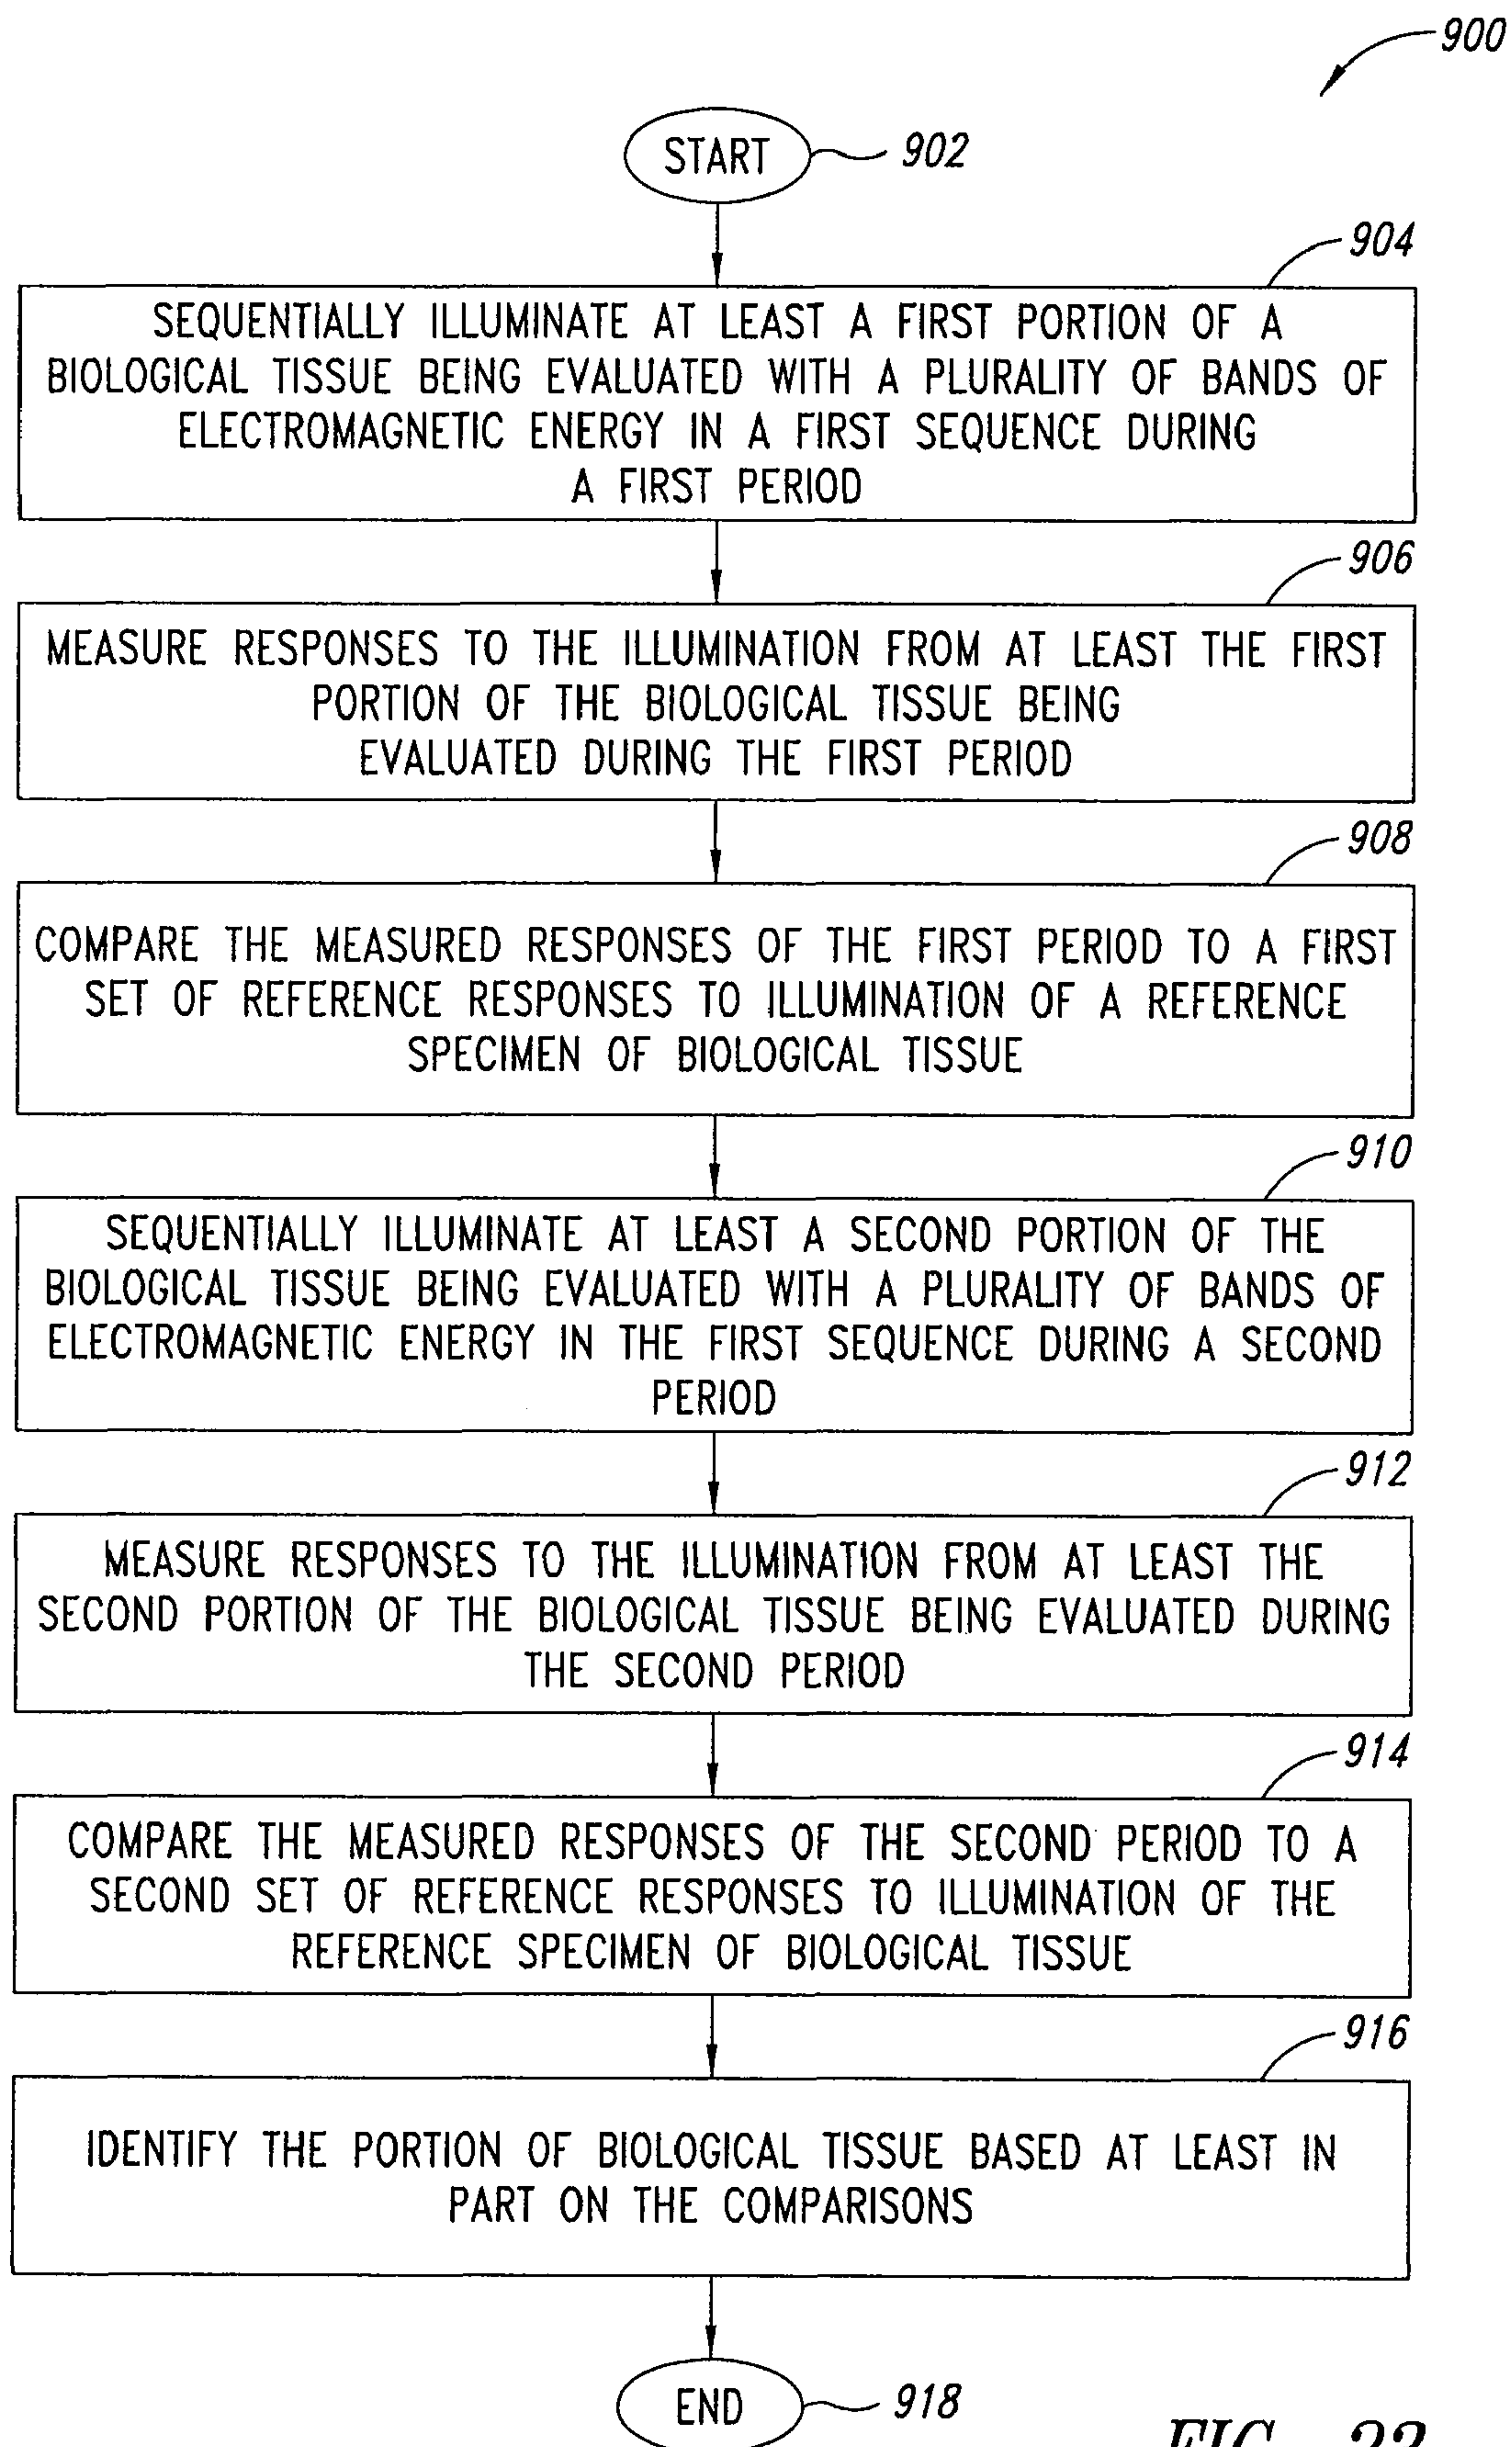 900
START
902
904
SEQUENTIALLY ILLUMINATE AT LEAST A FIRST PORTION OF A
BIOLOGICAL TISSUE BEING EVALUATED WITH A PLURALITY OF BANDS OF
ELECTROMAGNETIC ENERGY IN A FIRST SEQUENCE DURING
A FIRST PERIOD
906
MEASURE RESPONSES TO THE ILLUMINATION FROM AT LEAST THE FIRST
PORTION OF THE BIOLOGICAL TISSUE BEING
EVALUATED DURING THE FIRST PERIOD
908
COMPARE THE MEASURED RESPONSES OF THE FIRST PERIOD TO A FIRST
SET OF REFERENCE RESPONSES TO ILLUMINATION OF A REFERENCE
SPECIMEN OF BIOLOGICAL TISSUE
910
SEQUENTIALLY ILLUMINATE AT LEAST A SECOND PORTION OF THE
BIOLOGICAL TISSUE BEING EVALUATED WITH A PLURALITY OF BANDS OF
ELECTROMAGNETIC ENERGY IN THE FIRST SEQUENCE DURING A SECOND
PERIOD
912
MEASURE RESPONSES TO THE ILLUMINATION FROM AT LEAST THE
SECOND PORTION OF THE BIOLOGICAL TISSUE BEING EVALUATED DURING
THE SECOND PERIOD
914
COMPARE THE MEASURED RESPONSES OF THE SECOND PERIOD TO A
SECOND SET OF REFERENCE RESPONSES TO ILLUMINATION OF THE
REFERENCE SPECIMEN OF BIOLOGICAL TISSUE
916
IDENTIFY THE PORTION OF BIOLOGICAL TISSUE BASED AT LEAST IN
PART ON THE COMPARISONS
END
918
FIG.